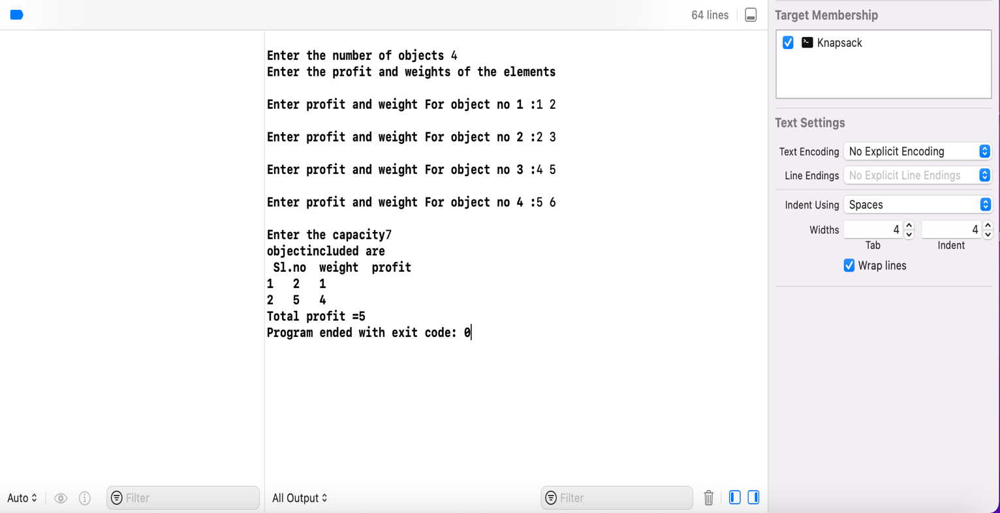 64 lines
Enter the number of objects 4
Enter the profit and weights of the elements
Enter profit and weight For object no 1 :1 2
Enter profit and weight For object no 2 :2 3
Enter profit and weight For object no 3 :4 5
Enter profit and weight For object no 4 :5 6
Enter the capacity7
objectincluded are
Sl.no weight profit
1 2 1
2 5 4
Total profit =5
Program ended with exit code: 0
Auto
Filter
All Output
Filter
Target Membership
Knapsack
Text Settings
Text Encoding No Explicit Encoding
Line Endings No Explicit Line Endings
Indent Using Spaces
Widths 4 4
Tab Indent
Wrap lines